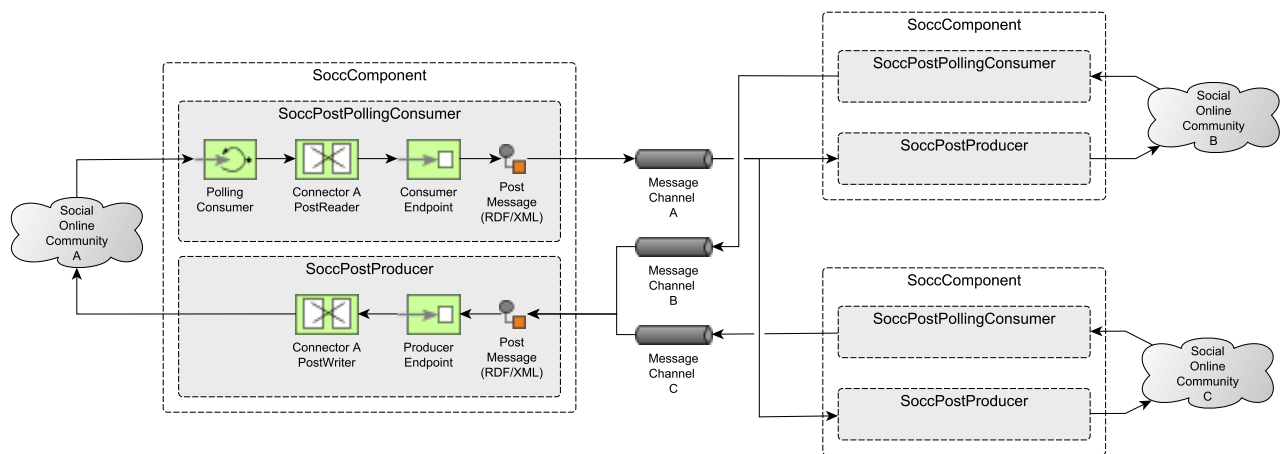 SoccComponent
SoccPostPollingConsumer
Polling
Consumer
Connector A
PostReader
Consumer
Endpoint
Post
Message
(RDF/XML)
Social
Online
Community
A
SoccPostProducer
Connector A
PostWriter
Producer
Endpoint
Post
Message
(RDF/XML)
Message
Channel
A
Message
Channel
B
Message
Channel
C
SoccComponent
SoccPostPollingConsumer
SoccPostProducer
Social
Online
Community
B
SoccComponent
SoccPostPollingConsumer
SoccPostProducer
Social
Online
Community
C